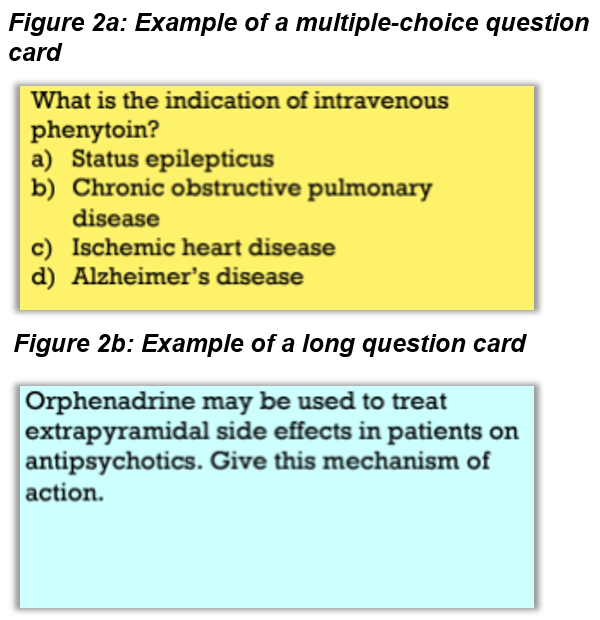 Figure 2a: Example of a multiple-choice question
card
What is the indication of intravenous
phenytoin?
a) Status epilepticus
b) Chronic obstructive pulmonary
disease
c) Ischemic heart disease
d) Alzheimer's disease
Figure 2b: Example of a long question card
Orphenadrine may be used to treat
extrapyramidal side effects in patients on
antipsychotics. Give this mechanism of
action.